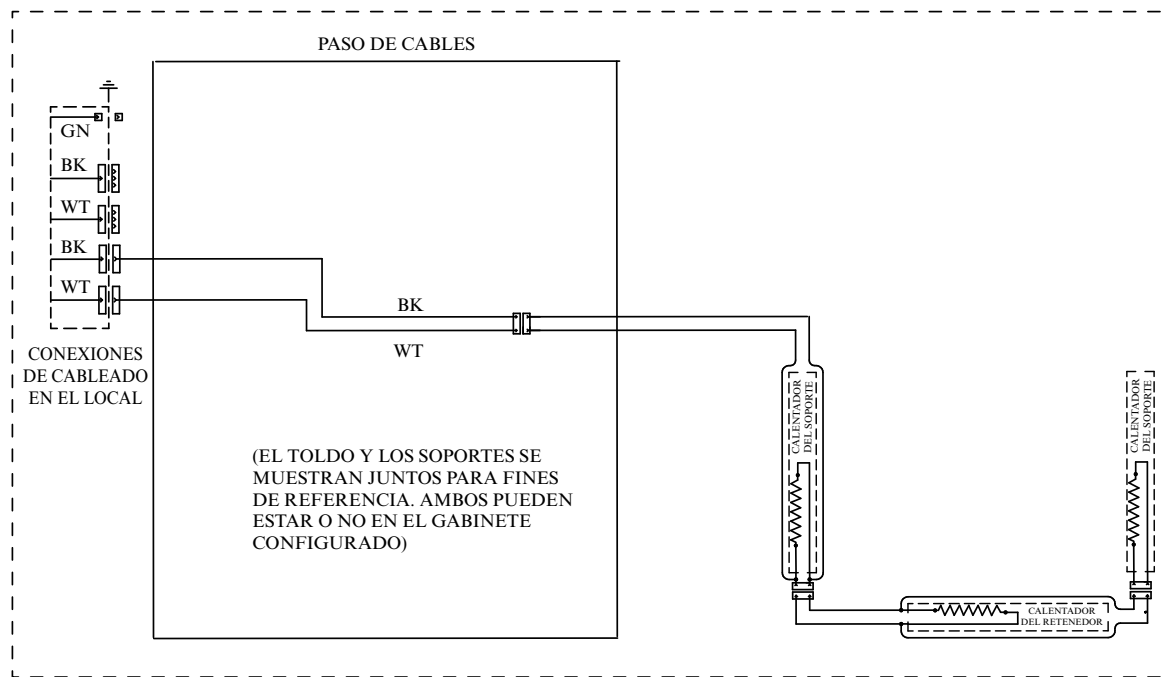 PASO DE CABLES
GN
BK
WT
BK
WT
CONEXIONES
DE CABLEADO
EN EL LOCAL
BK
WT
(EL TOLDO Y LOS SOPORTES SE
MUESTRAN JUNTOS PARA FINES
DE REFERENCIA. AMBOS PUEDEN
ESTAR O NO EN EL GABINETE
CONFIGURADO)
CALENTADOR
DEL SOPORTE
CALENTADOR
DEL SOPORTE
CALENTADOR
DEL RETENEDOR